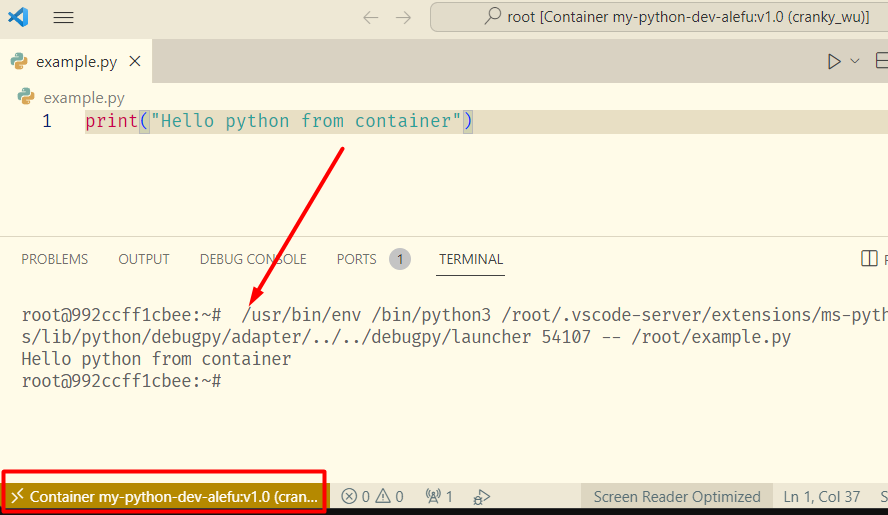 root [Container my-python-dev-alefu:v1.0 (cranky_wu)]
example.py
example.py
1 print("Hello python from container")
PROBLEMS OUTPUT DEBUG CONSOLE PORTS 1 TERMINAL
root@992ccff1cbee:~#  /usr/bin/env /bin/python3 /root/.vscode-server/extensions/ms-pyth
s/lib/python/debugpy/adapter/../../debugpy/launcher 54107 -- /root/example.py
Hello python from container
root@992ccff1cbee:~#
Container my-python-dev-alefu:v1.0 (cran... 0 0 1 Screen Reader Optimized Ln 1, Col 37 S